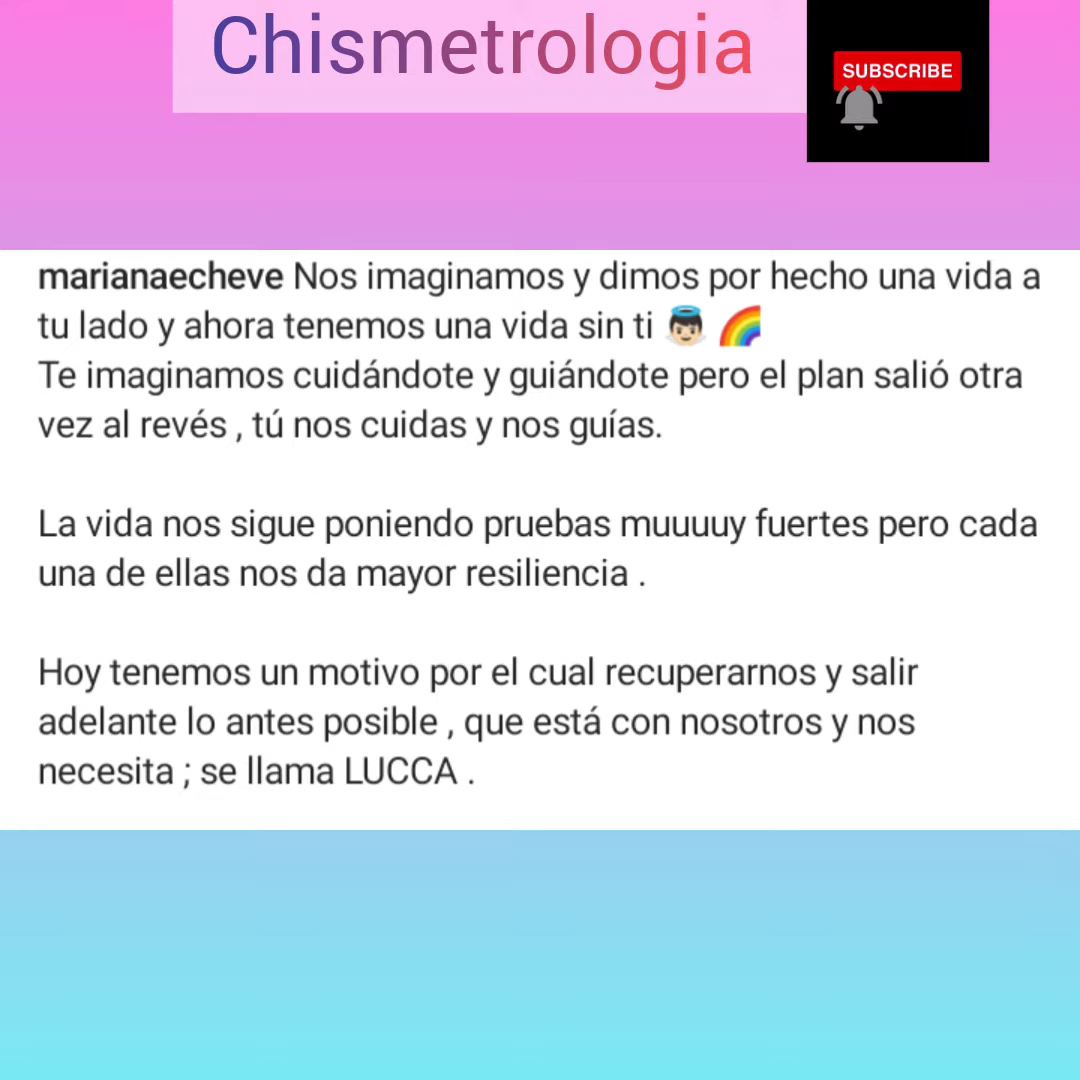 Chismetrologia
SUBSCRIBE
marianaecheve Nos imaginamos y dimos por hecho una vida a
tu lado y ahora tenemos una vida sin ti 👼🏻 🌈
Te imaginamos cuidándote y guiándote pero el plan salió otra
vez al revés , tú nos cuidas y nos guías.
La vida nos sigue poniendo pruebas muuuuy fuertes pero cada
una de ellas nos da mayor resiliencia .
Hoy tenemos un motivo por el cual recuperarnos y salir
adelante lo antes posible , que está con nosotros y nos
necesita ; se llama LUCCA .